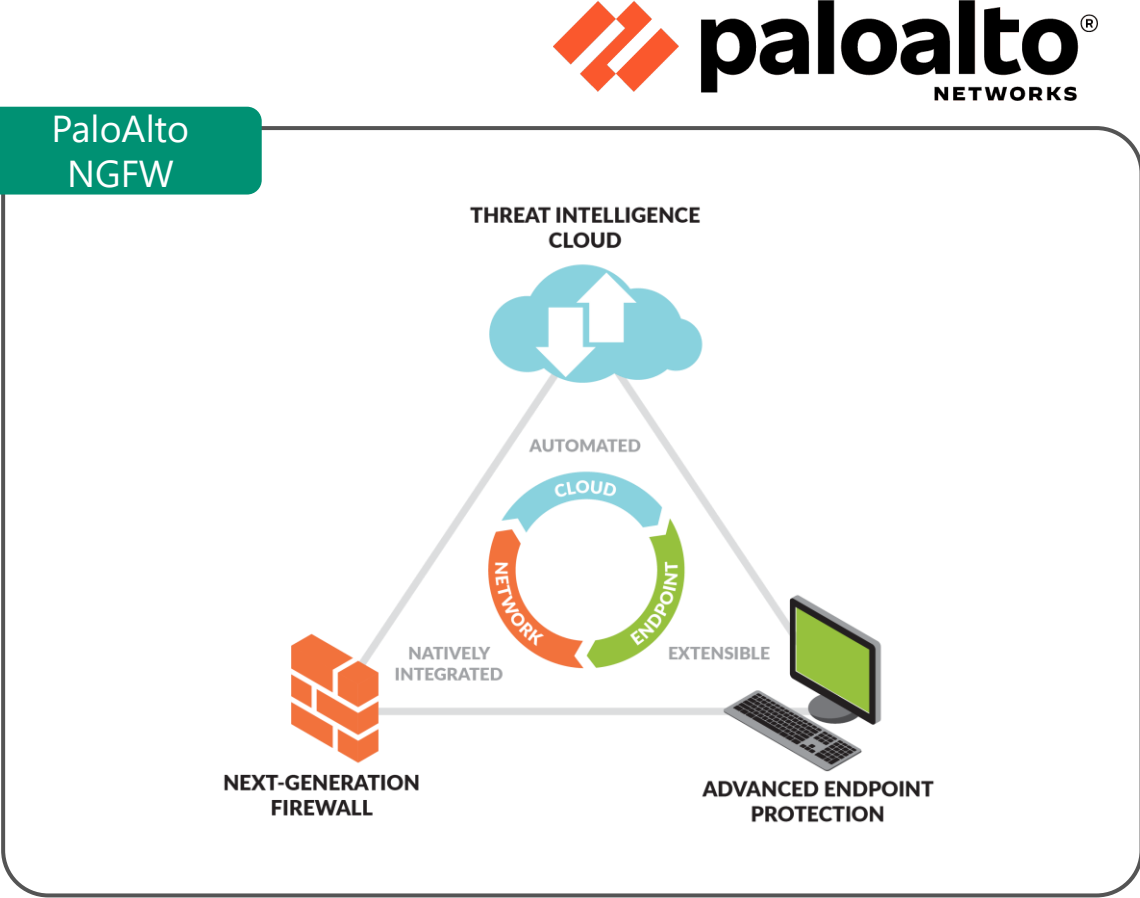 paloalto®
NETWORKS
PaloAlto
NGFW
THREAT INTELLIGENCE
CLOUD
AUTOMATED
CLOUD
NETWORK
ENDPOINT
NATIVELY
INTEGRATED
EXTENSIBLE
NEXT-GENERATION
FIREWALL
ADVANCED ENDPOINT
PROTECTION